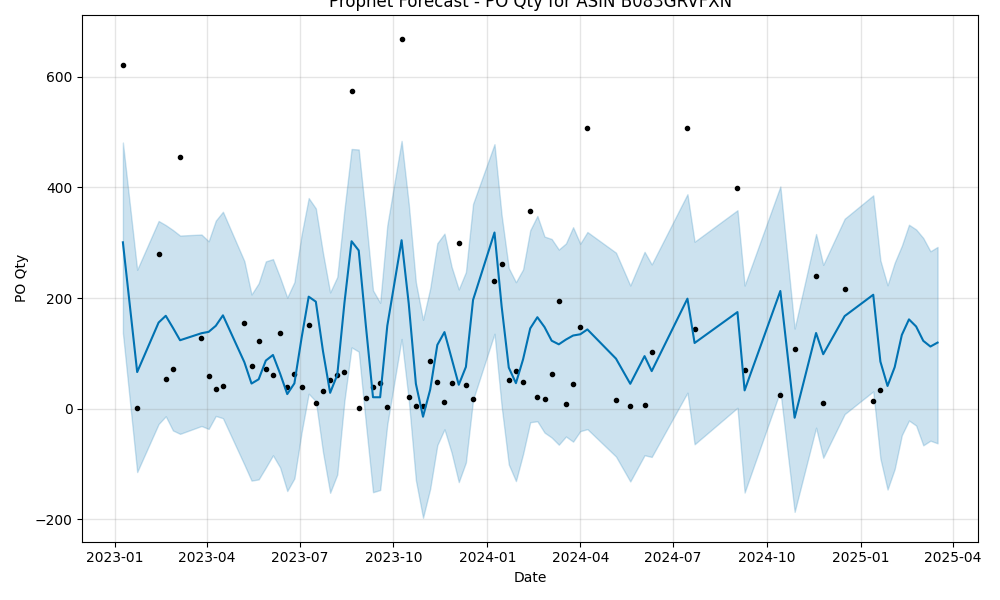 Prophet Forecast - PO Qty for ASIN B083GRVFXN
600
400
200
0
−200
PO Qty
2023-01 2023-04 2023-07 2023-10 2024-01 2024-04 2024-07 2024-10 2025-01 2025-04
Date